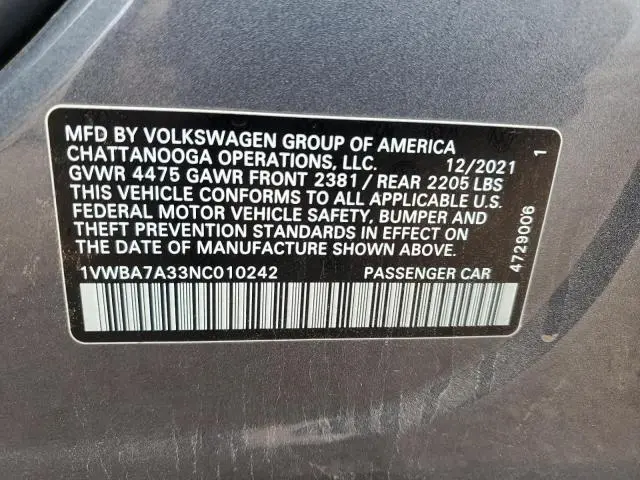 MFD BY VOLKSWAGEN GROUP OF AMERICA
CHATTANOOGA OPERATIONS, LLC. 12/2021
GVWR 4475 GAWR FRONT 2381 / REAR 2205 LBS
THIS VEHICLE CONFORMS TO ALL APPLICABLE U.S.
FEDERAL MOTOR VEHICLE SAFETY, BUMPER AND
THEFT PREVENTION STANDARDS IN EFFECT ON
THE DATE OF MANUFACTURE SHOWN ABOVE.
1VWBA7A33NC010242 PASSENGER CAR
4729006 1